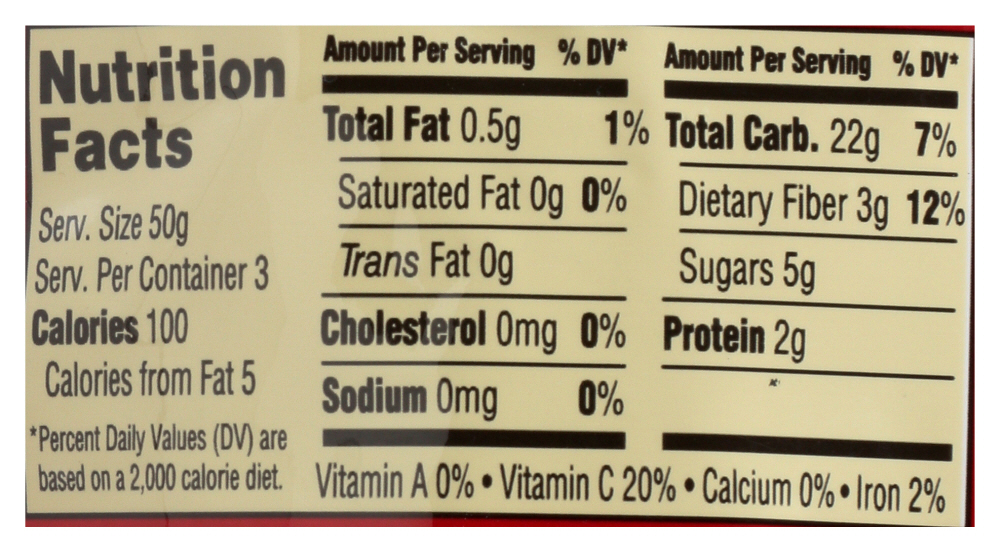 Nutrition
Facts
Serv. Size 50g
Serv. Per Container 3
Calories 100
Calories from Fat 5
*Percent Daily Values (DV) are
based on a 2,000 calorie diet.
Amount Per Serving % DV*
Total Fat 0.5g 1%
Saturated Fat 0g 0%
Trans Fat 0g
Cholesterol 0mg 0%
Sodium 0mg 0%
Amount Per Serving % DV*
Total Carb. 22g 7%
Dietary Fiber 3g 12%
Sugars 5g
Protein 2g
Vitamin A 0% • Vitamin C 20% • Calcium 0% • Iron 2%